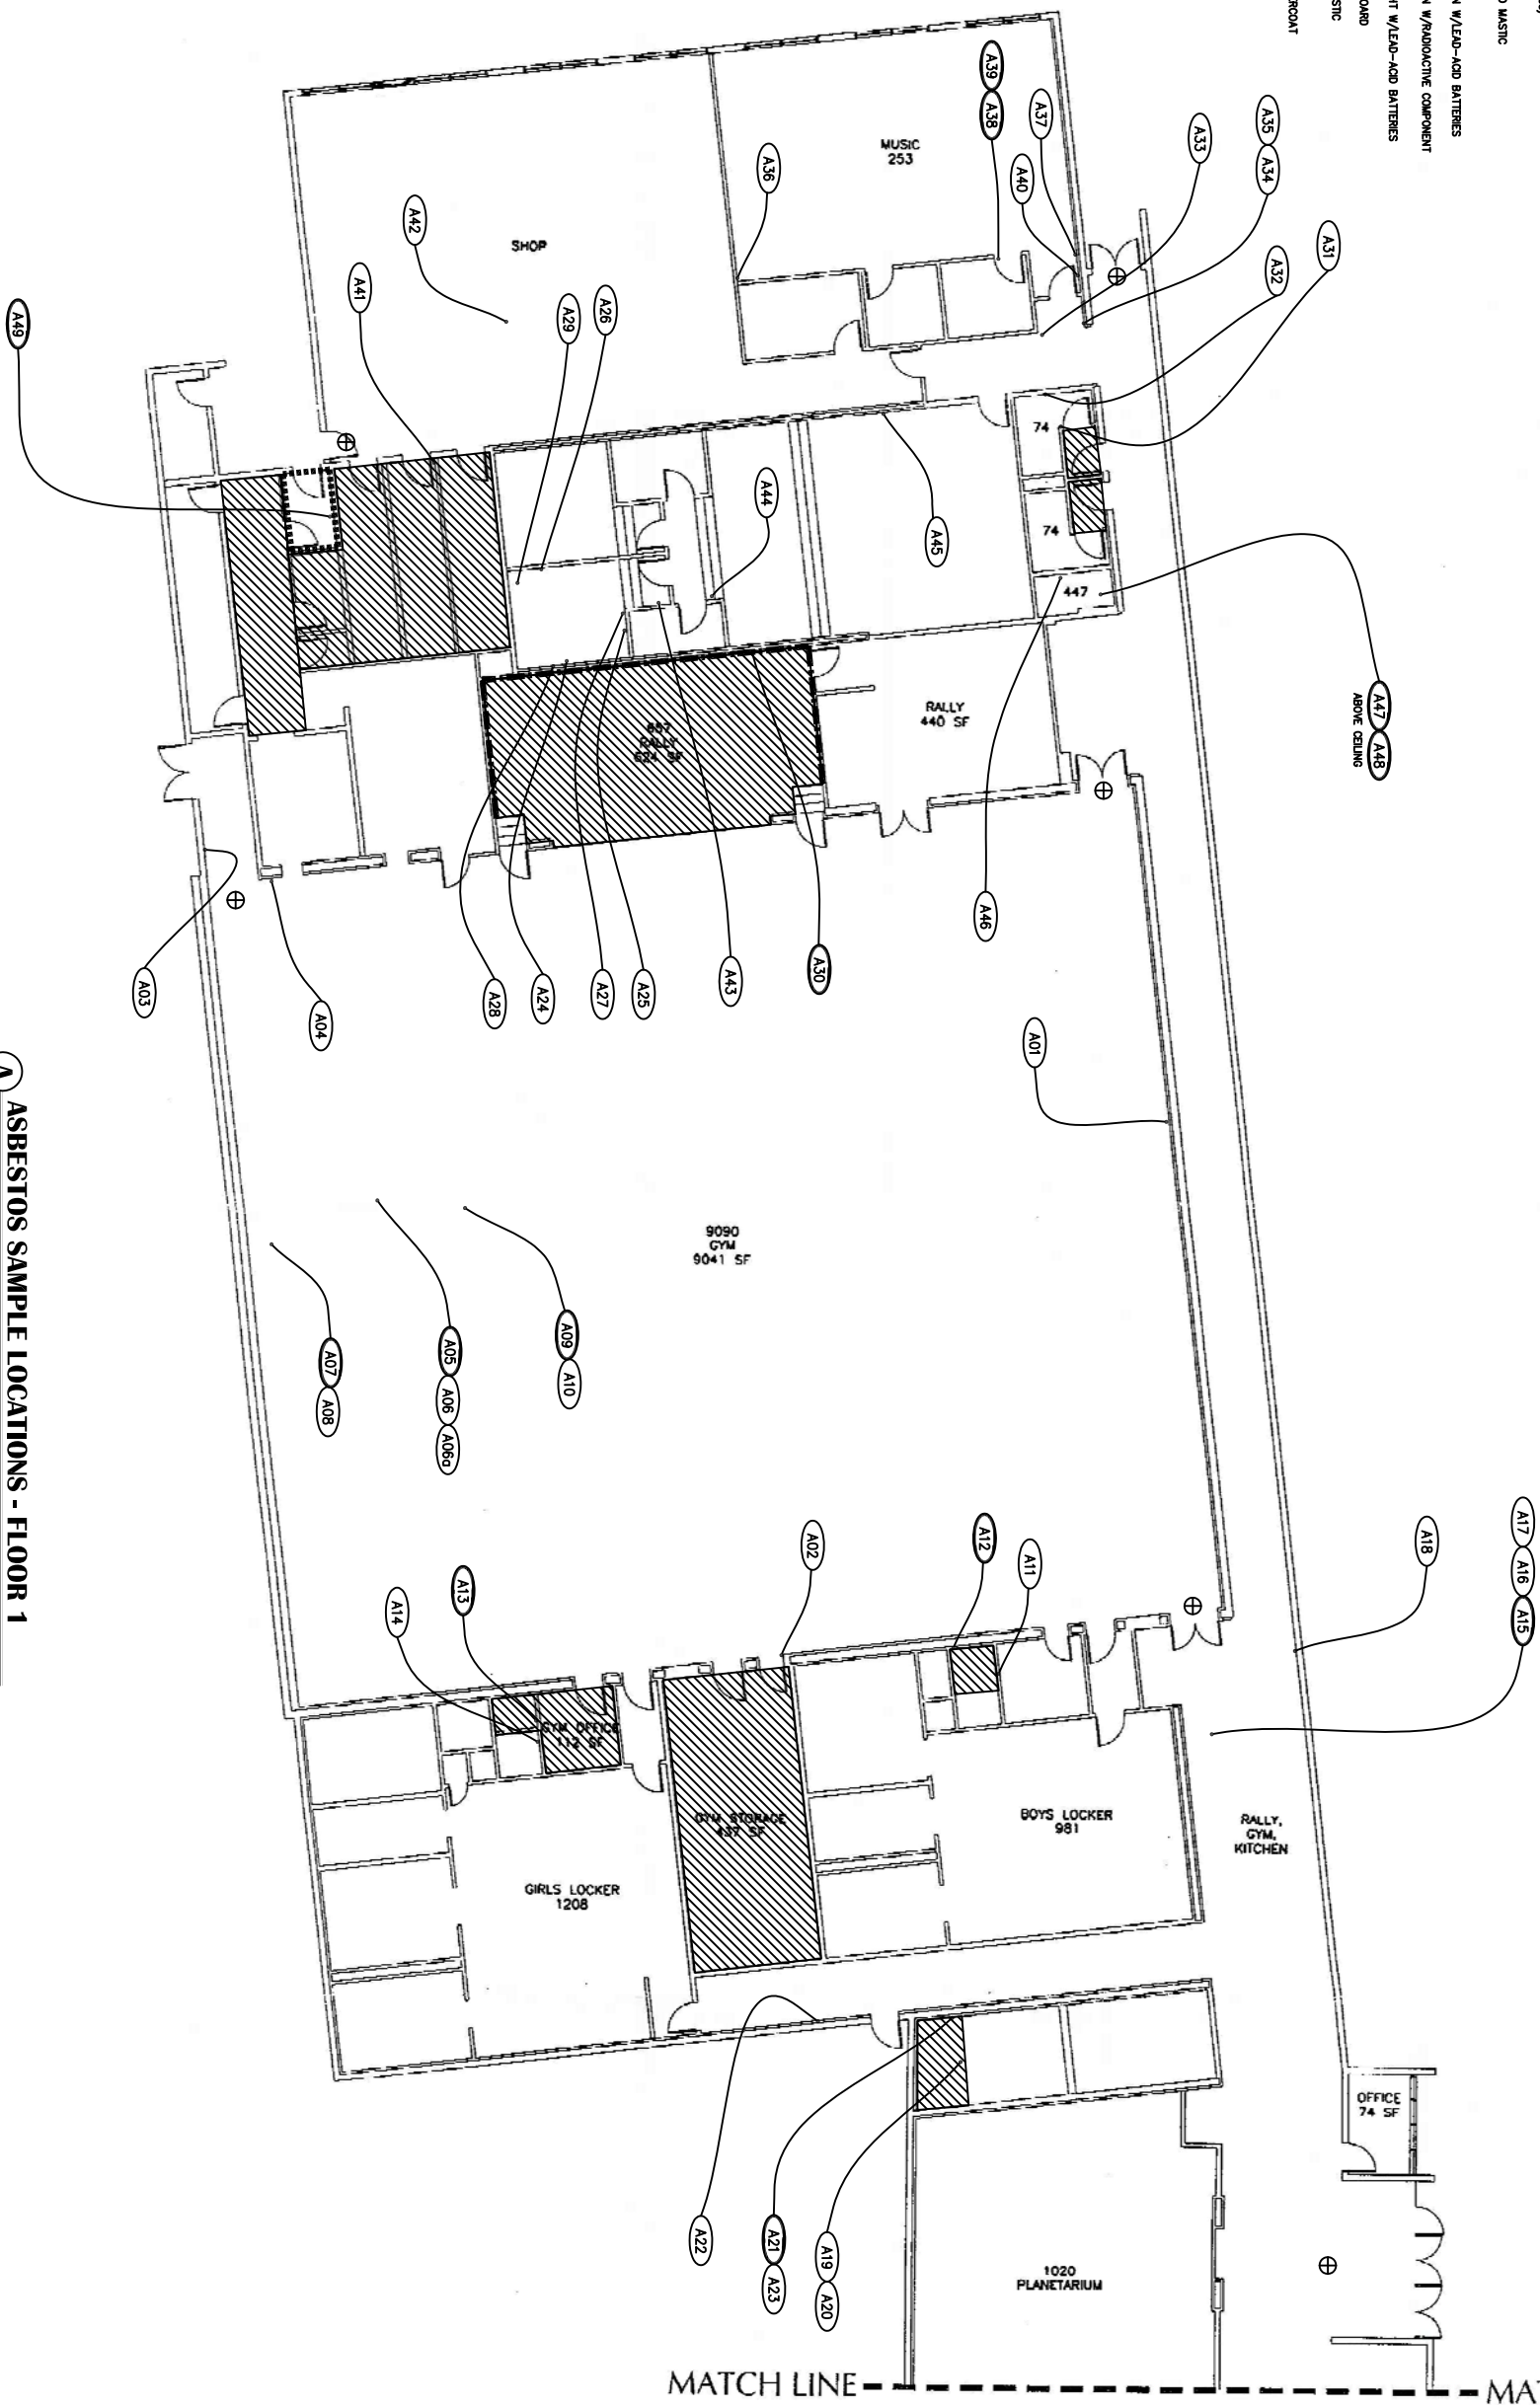 MASTIC
N W/LEAD-ACID BATTERIES
N W/RADIOACTIVE COMPONENT
HT W/LEAD-ACID BATTERIES
OARD
STIC
RCOAT
A39 A38
A37
A40
A33
A35 A34
A36
MUSIC
253
A31
A32
A42
SHOP
A41
A29
A26
A49
A44
A45
74
74
447
A47 A48
ABOVE CEILING
RALLY
440 SF
RALLY
624 SF
A46
A03
A04
A28
A24
A27
A25
A43
A30
A01
9090
GYM
9041 SF
A07 A08
A05 A06 A06a
A09 A10
A02
A12
A11
A18
A17 A16 A15
A13
A14
GYM OFFICE
112 SF
GYM STORAGE
437 SF
BOYS LOCKER
981
RALLY,
GYM,
KITCHEN
GIRLS LOCKER
1208
OFFICE
74 SF
A22
A21 A23
A19 A20
1020
PLANETARIUM
MATCH LINE
MA
A ASBESTOS SAMPLE LOCATIONS - FLOOR 1